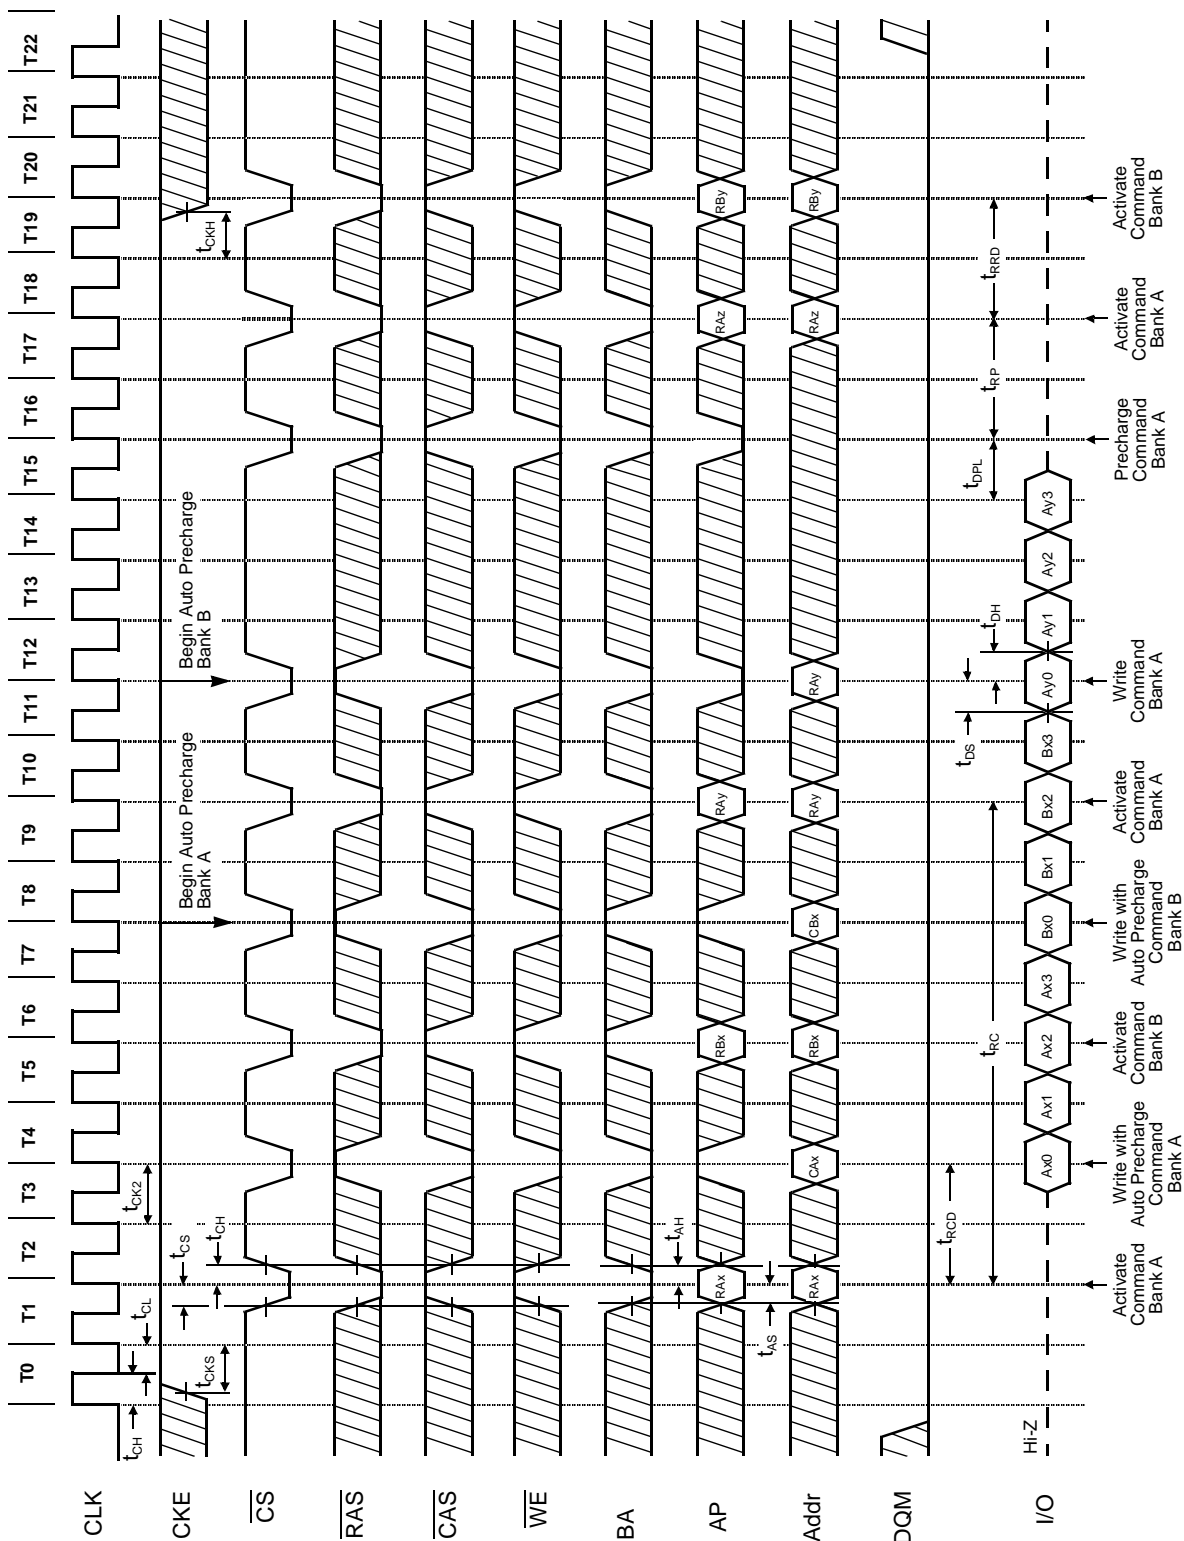 T0 T1 T2 T3 T4 T5 T6 T7 T8 T9 T10 T11 T12 T13 T14 T15 T16 T17 T18 T19 T20 T21 T22
CLK
tCH
tCL
tCK2
CKE
tCKS
tCS
tCH
Begin Auto Precharge
Bank A
Begin Auto Precharge
Bank B
tCKH
CS
RAS
CAS
WE
BA
AP
tAH
RAx RBx RAy RAz RBy
tAS
Addr
RAx CAx RBx CBx RAy RAy RAz RBy
DQM
tRCD
tRC
tDS
tDH
tDPL
tRP
tRRD
I/O
Hi-Z
Ax0 Ax1 Ax2 Ax3 Bx0 Bx1 Bx2 Bx3 Ay0 Ay1 Ay2 Ay3
Activate
Command
Bank A
Write with
Auto Precharge
Command
Bank A
Activate
Command
Bank B
Write with
Auto Precharge
Command
Bank B
Activate
Command
Bank A
Write
Command
Bank A
Precharge
Command
Bank A
Activate
Command
Bank A
Activate
Command
Bank B